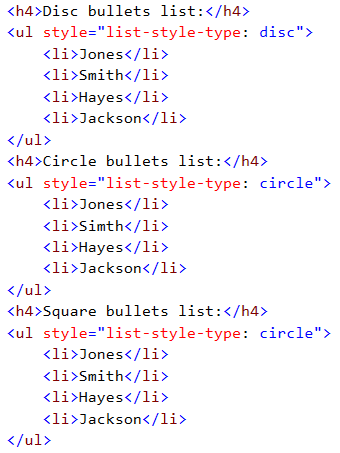 <h4>Disc bullets list:</h4>
<ul style="list-style-type: disc">
    <li>Jones</li>
    <li>Smith</li>
    <li>Hayes</li>
    <li>Jackson</li>
</ul>
<h4>Circle bullets list:</h4>
<ul style="list-style-type: circle">
    <li>Jones</li>
    <li>Simth</li>
    <li>Hayes</li>
    <li>Jackson</li>
</ul>
<h4>Square bullets list:</h4>
<ul style="list-style-type: circle">
    <li>Jones</li>
    <li>Smith</li>
    <li>Hayes</li>
    <li>Jackson</li>
</ul>